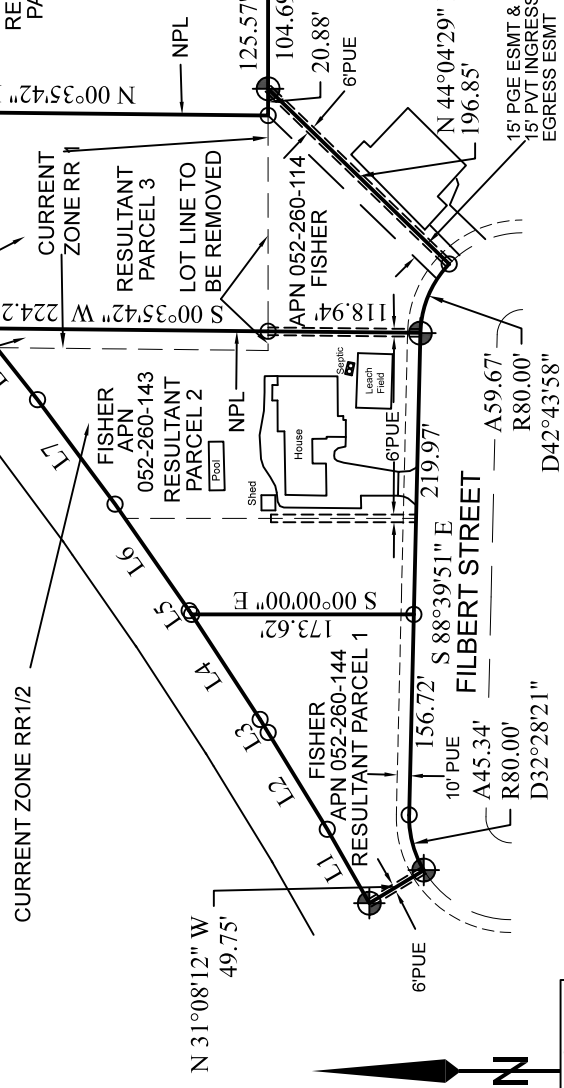 RE
PA
NPL
N 00°35'42"
125.57'
104.69
20.88'
6'PUE
N 44°04'29"
196.85'
15' PGE ESMT &
15' PVT INGRESS
EGRESS ESMT
CURRENT
ZONE RR
RESULTANT
PARCEL 3
LOT LINE TO
BE REMOVED
APN 052-260-114
FISHER
S 00°35'42" W
224.2
118.94'
NPL
FISHER
APN
052-260-143
RESULTANT
PARCEL 2
Pool
Shed
House
Septic
Leach
Field
6'PUE
219.97'
A59.67'
R80.00'
D42°43'58"
L7
L6
L5
L4
L3
L2
L1
S 00°00'00" E
173.62'
S 88°39'51" E
FILBERT STREET
CURRENT ZONE RR1/2
FISHER
APN 052-260-144
RESULTANT PARCEL 1
156.72'
10' PUE
A45.34'
R80.00'
D32°28'21"
N 31°08'12" W
49.75'
6'PUE
N